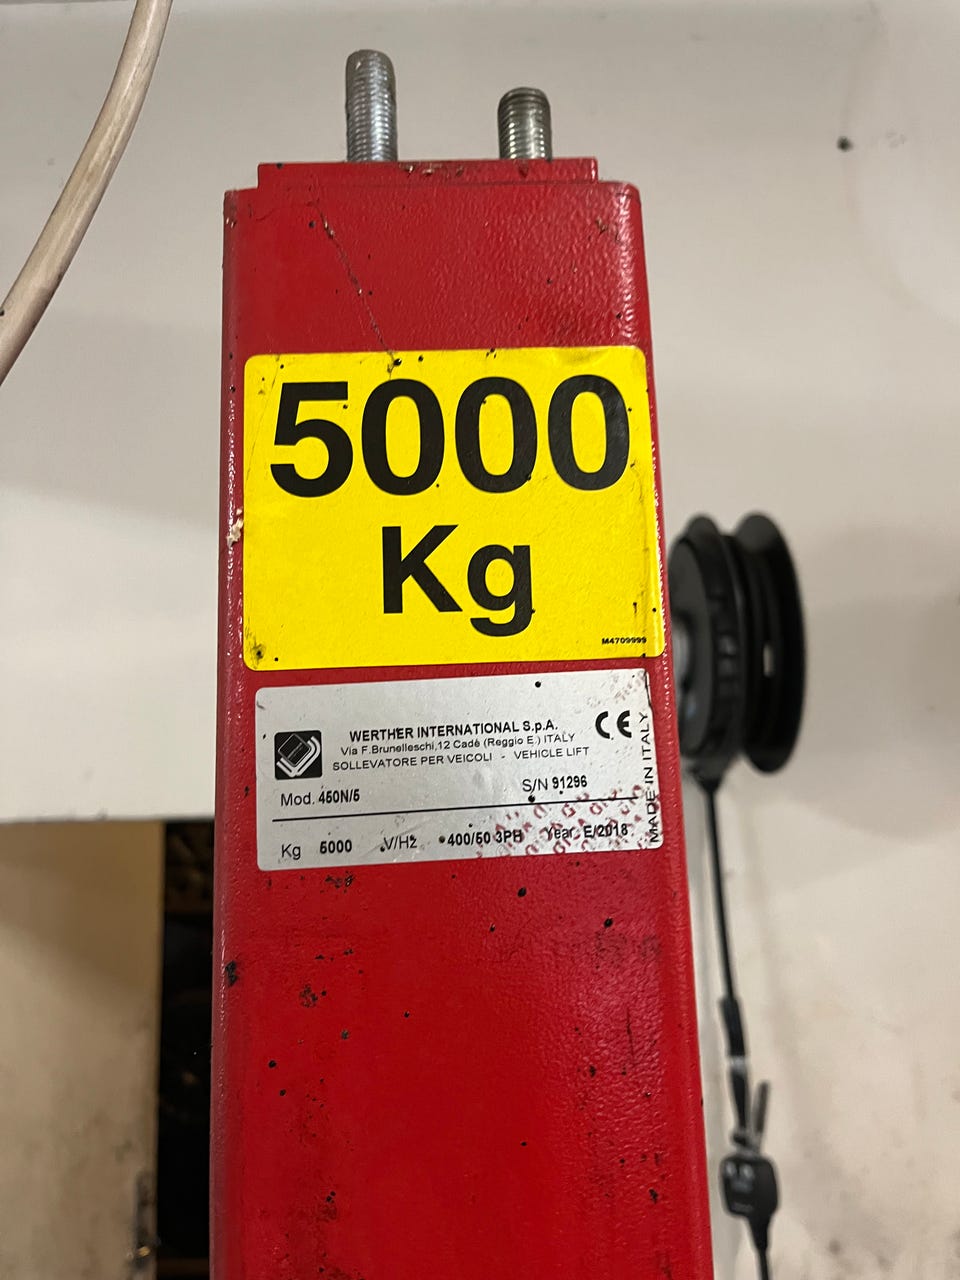 5000
Kg
M4709999
WERTHER INTERNATIONAL S.p.A.
Via F.Brunelleschi,12 Cadé (Reggio E.) ITALY
SOLLEVATORE PER VEICOLI - VEHICLE LIFT
CE
Mod. 450N/5 S/N 91296
Kg 5000 V/Hz 400/50 3PH Year E/2018
MADE IN ITALY